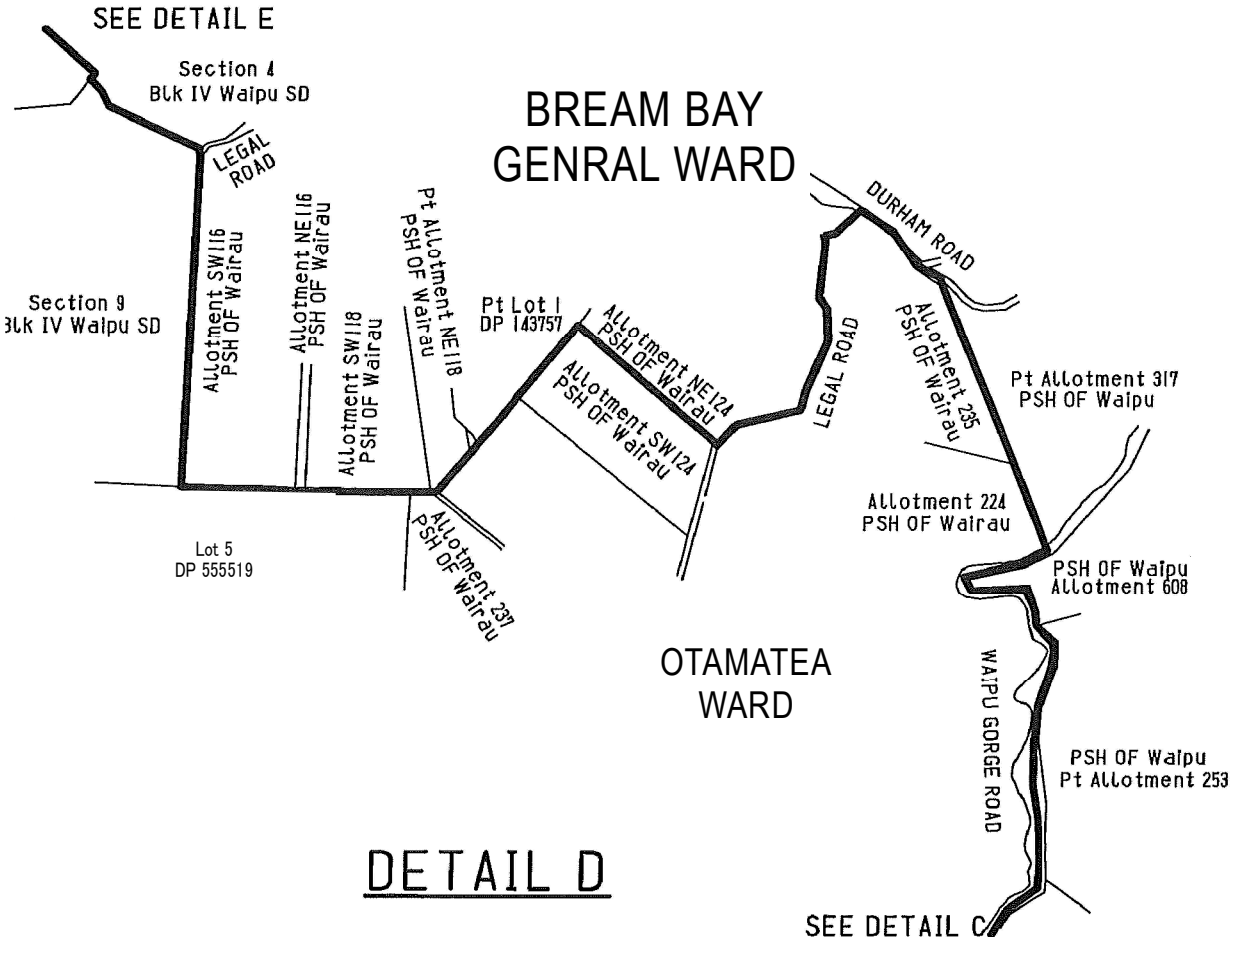 SEE DETAIL E
Section 4
Blk IV Waipu SD
LEGAL
ROAD
BREAM BAY
GENRAL WARD
DURHAM ROAD
Allotment SW116
PSH OF Wairau
Allotment NE116
PSH OF Wairau
Allotment SW118
PSH OF Wairau
Pt Allotment NE118
PSH OF Wairau
Section 9
Blk IV Waipu SD
Pt Lot 1
DP 143757
Allotment NE124
PSH OF Wairau
Allotment SW124
PSH OF Wairau
LEGAL ROAD
Allotment 235
PSH OF Wairau
Pt Allotment 317
PSH OF Waipu
Allotment 224
PSH OF Wairau
Lot 5
DP 555519
Allotment 237
PSH OF Wairau
PSH OF Waipu
Allotment 608
OTAMATEA
WARD
WAIPU GORGE ROAD
PSH OF Waipu
Pt Allotment 253
DETAIL D
SEE DETAIL C